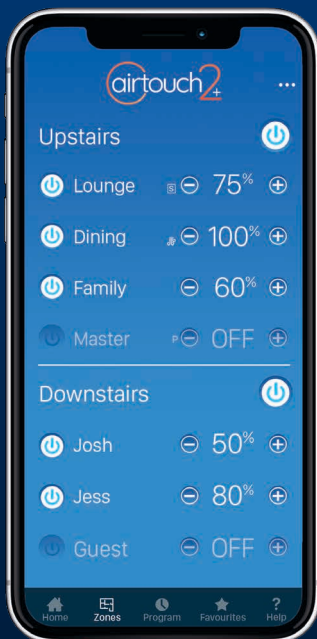 airtouch2+
...
Upstairs
Lounge S 75%
Dining 100%
Family 60%
Master P OFF
Downstairs
Josh 50%
Jess 80%
Guest OFF
Home Zones Program Favourites Help